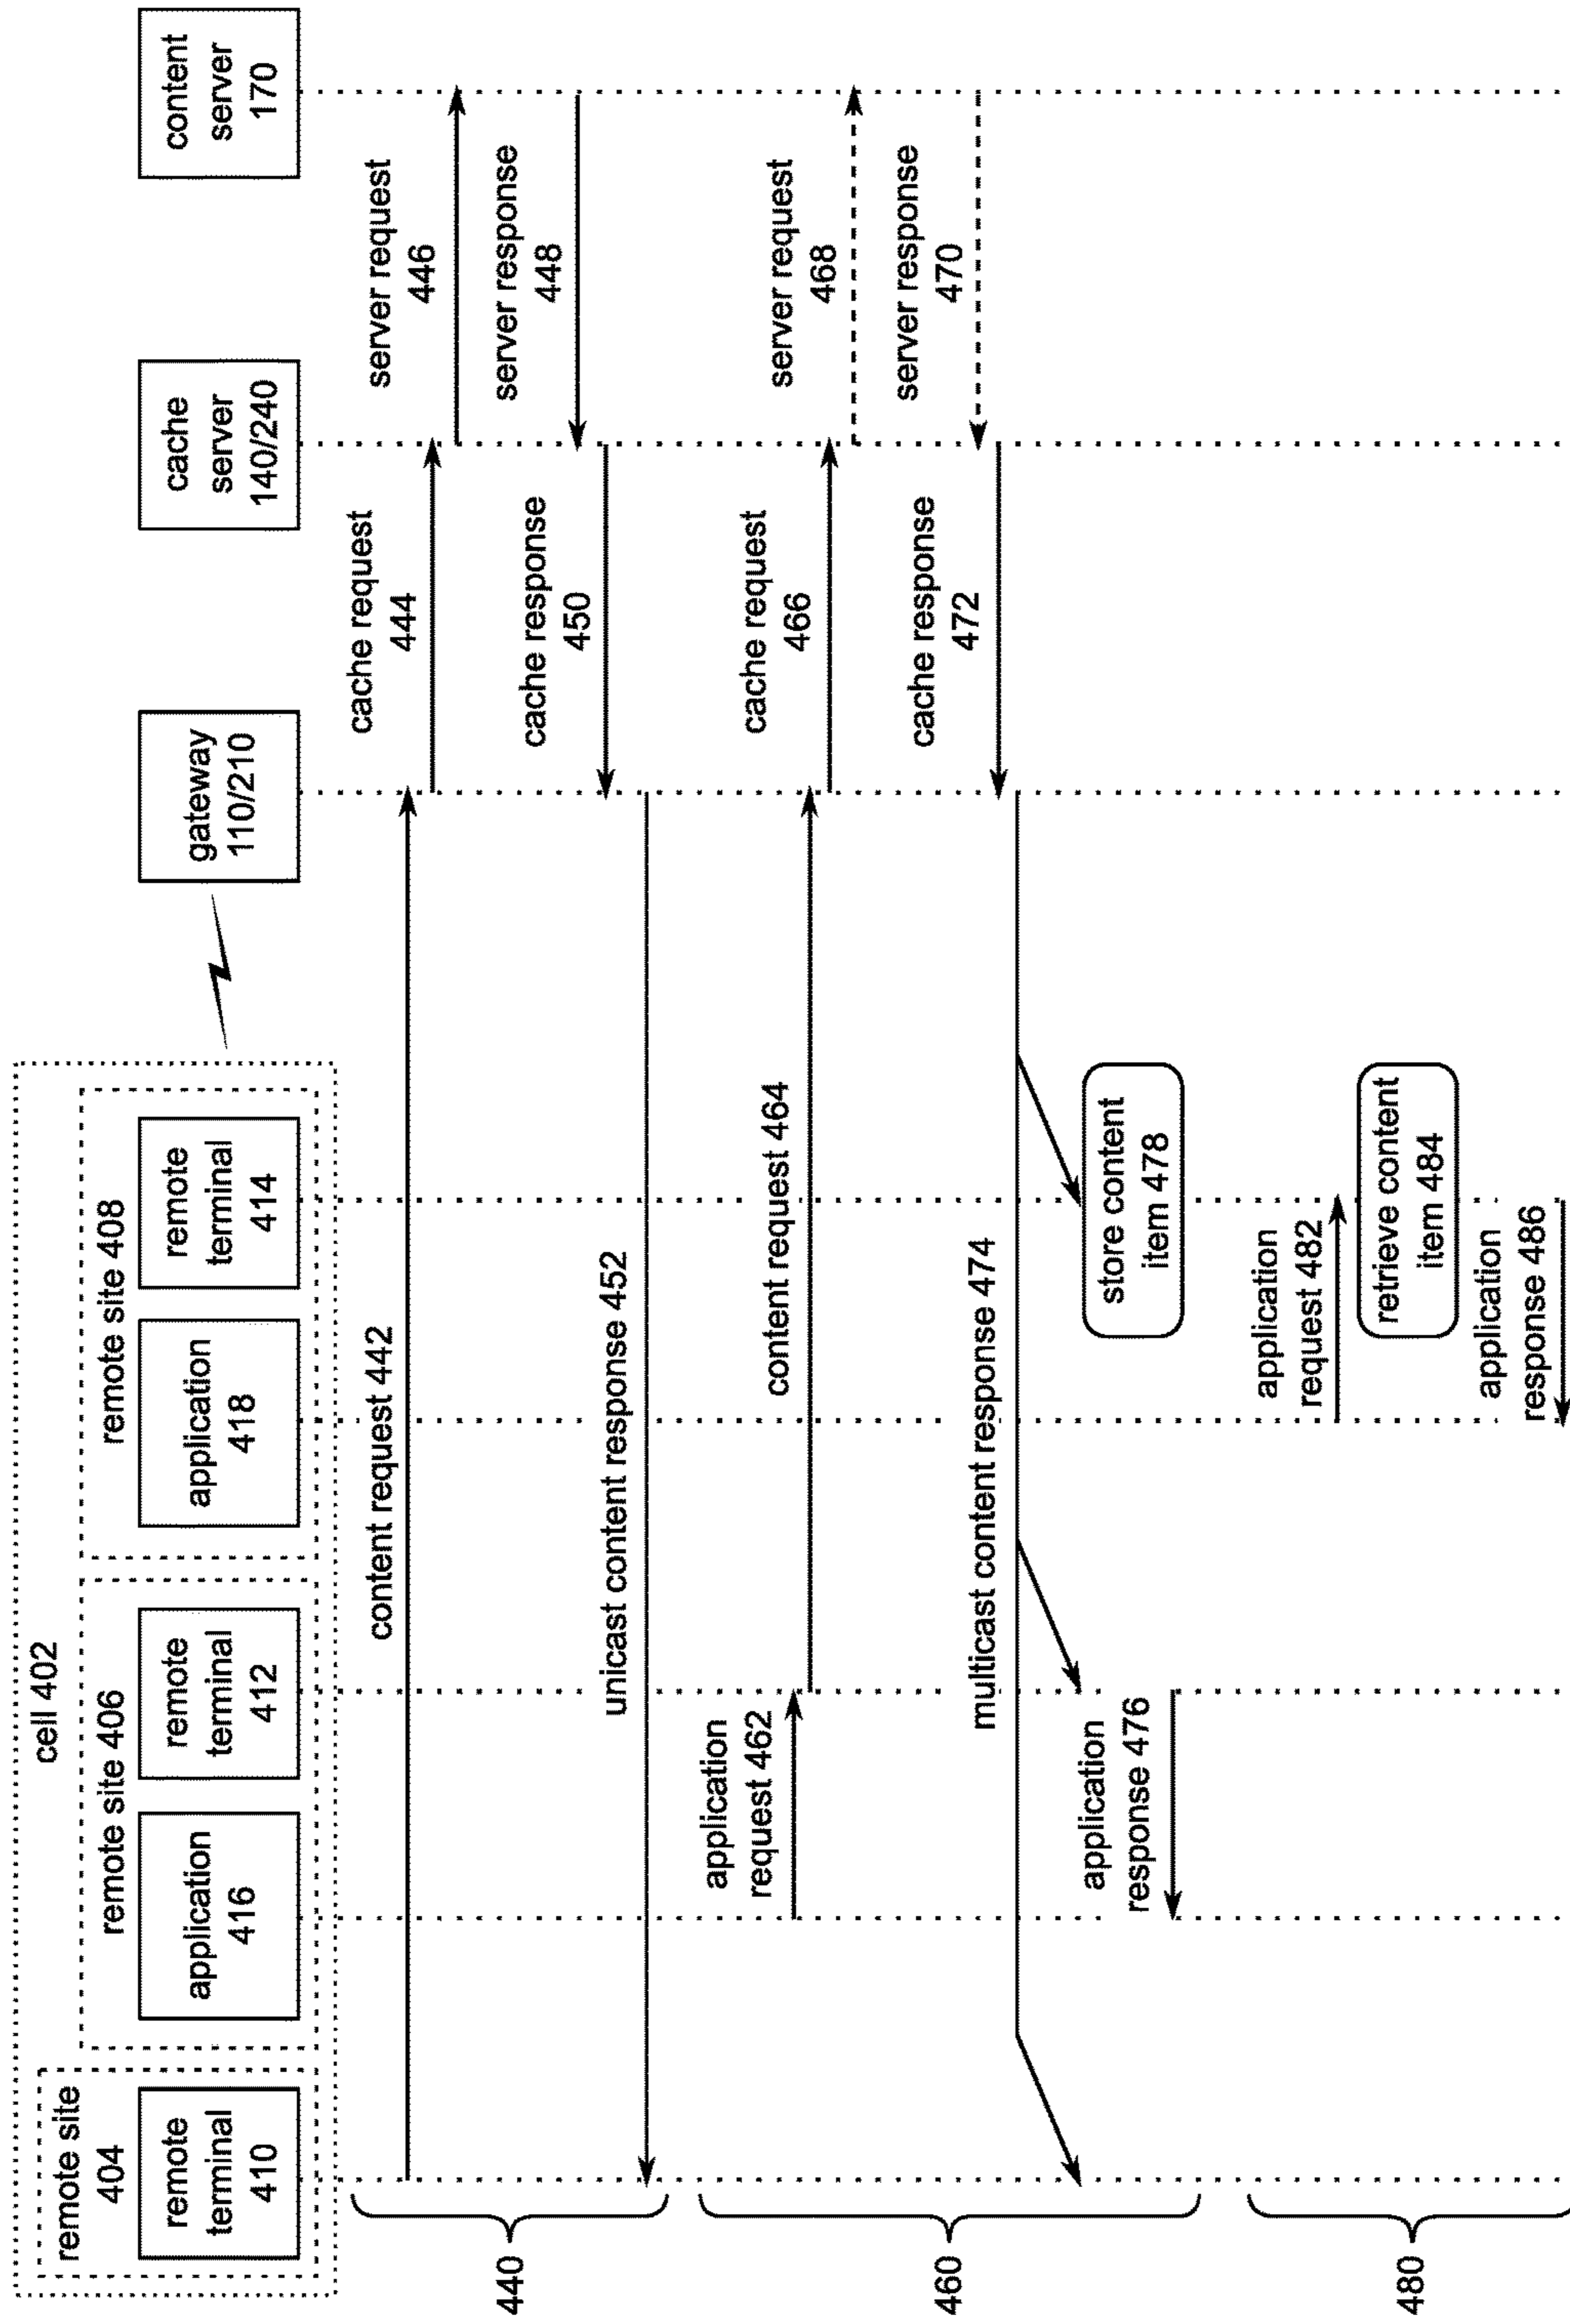 cell 402
remote site
404
remote
terminal
410
remote site 406
application
416
remote
terminal
412
remote site 408
application
418
remote
terminal
414
gateway
110/210
cache
server
140/240
content
server
170
440
content request 442
cache request
444
server request
446
server response
448
cache response
450
unicast content response 452
460
application
request 462
content request 464
cache request
466
server request
468
server response
470
cache response
472
multicast content response 474
application
response 476
store content
item 478
480
application
request 482
retrieve content
item 484
application
response 486